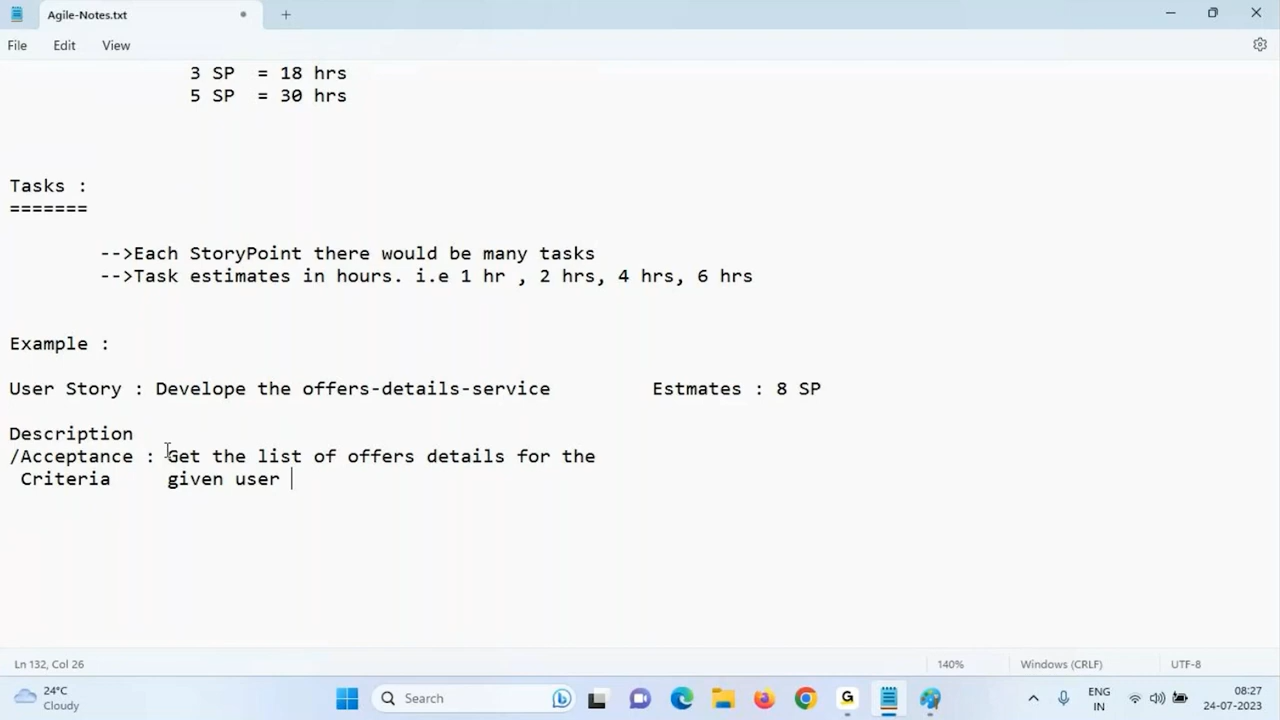 Agile-Notes.txt
File Edit View
3 SP = 18 hrs
5 SP = 30 hrs
Tasks :
=======
-->Each StoryPoint there would be many tasks
-->Task estimates in hours. i.e 1 hr , 2 hrs, 4 hrs, 6 hrs
Example :
User Story : Develope the offers-details-service Estmates : 8 SP
Description
/Acceptance : Get the list of offers details for the
Criteria given user
Ln 132, Col 26 140% Windows (CRLF) UTF-8
24°C
Cloudy
Search
ENG
IN
08:27
24-07-2023